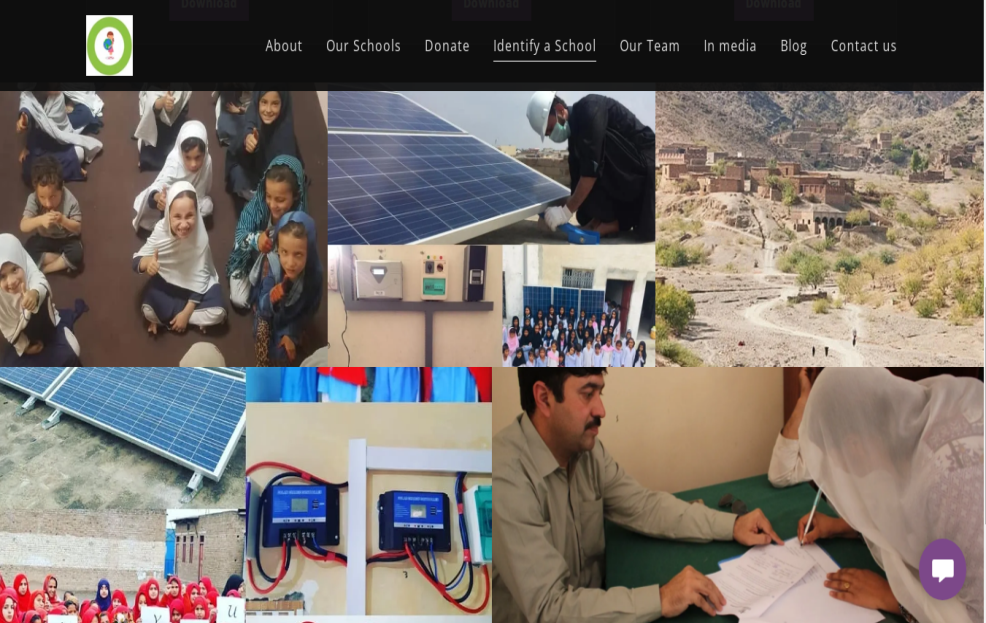 Download Download Download
About Our Schools Donate Identify a School Our Team In media Blog Contact us
Y U